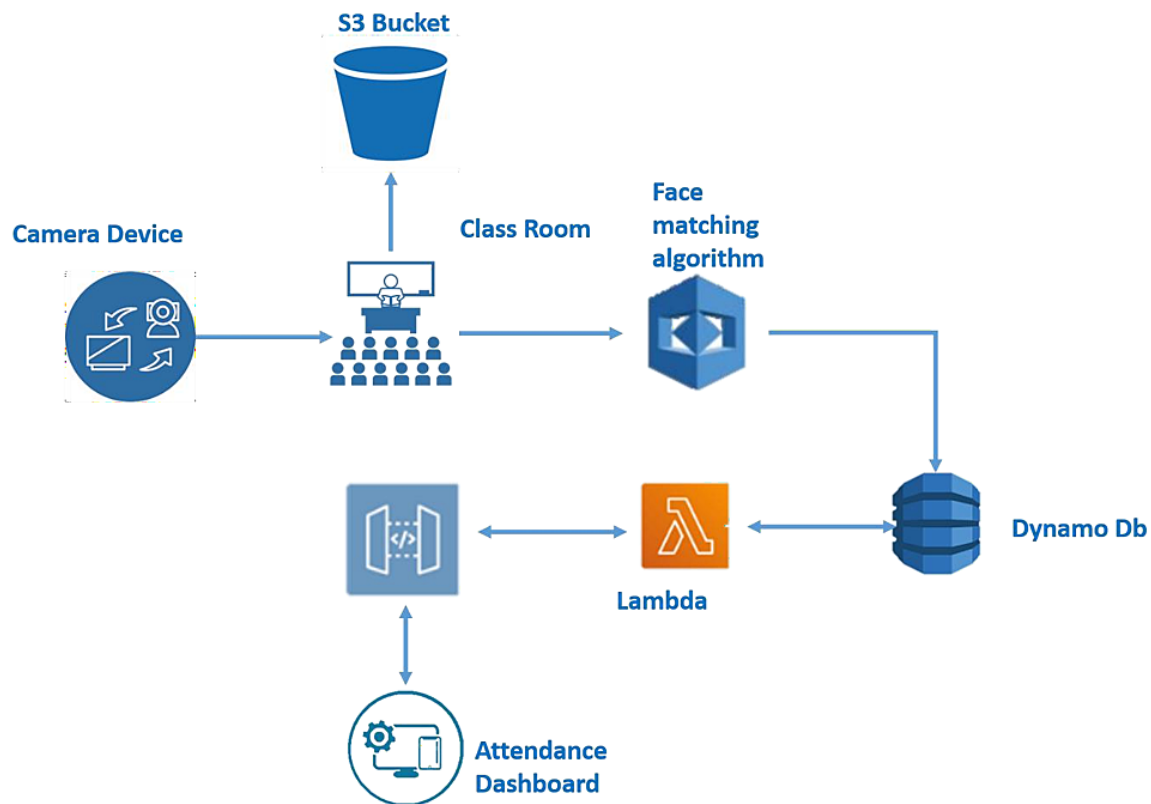 S3 Bucket
Camera Device
Class Room
Face
matching
algorithm
</>
Lambda
Dynamo Db
Attendance
Dashboard